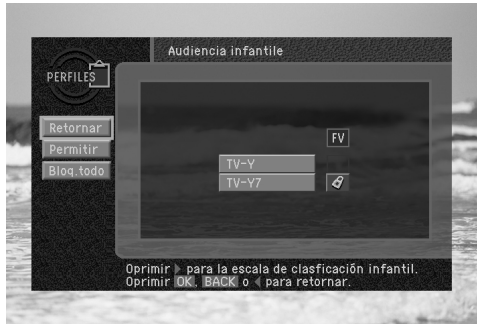 Audiencia infantile
PERFILES
Retornar
Permitir
Bloq.todo
FV
TV-Y
TV-Y7
Oprimir para la escala de clasficación infantil.
Oprimir OK, BACK o para retornar.